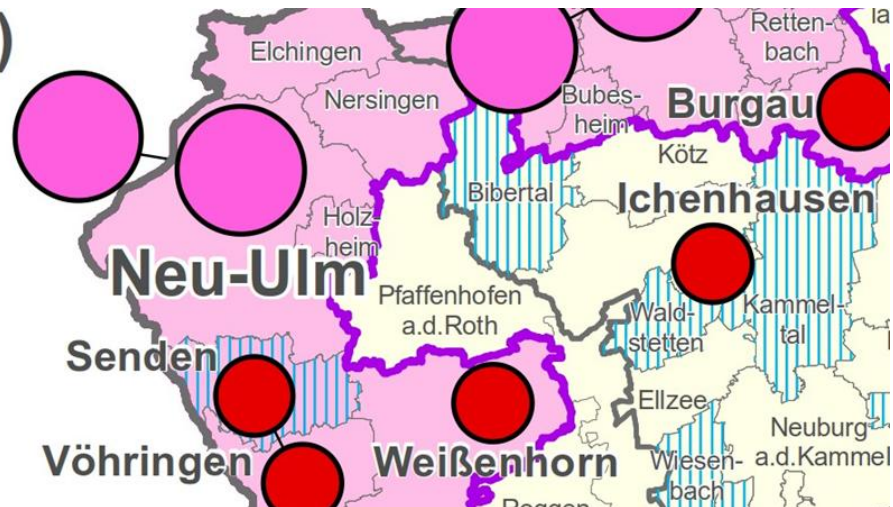 )
Elchingen
Retten-
bach
Nersingen
Bubes-
heim
Burgau
Kötz
Bibertal
Ichenhausen
Holz-
heim
Neu-Ulm
Pfaffenhofen
a.d.Roth
Wald-
stetten
Kammel-
tal
Senden
Ellzee
Neuburg
a.d.Kammel
Vöhringen
Weißenhorn
Wiesen-
bach